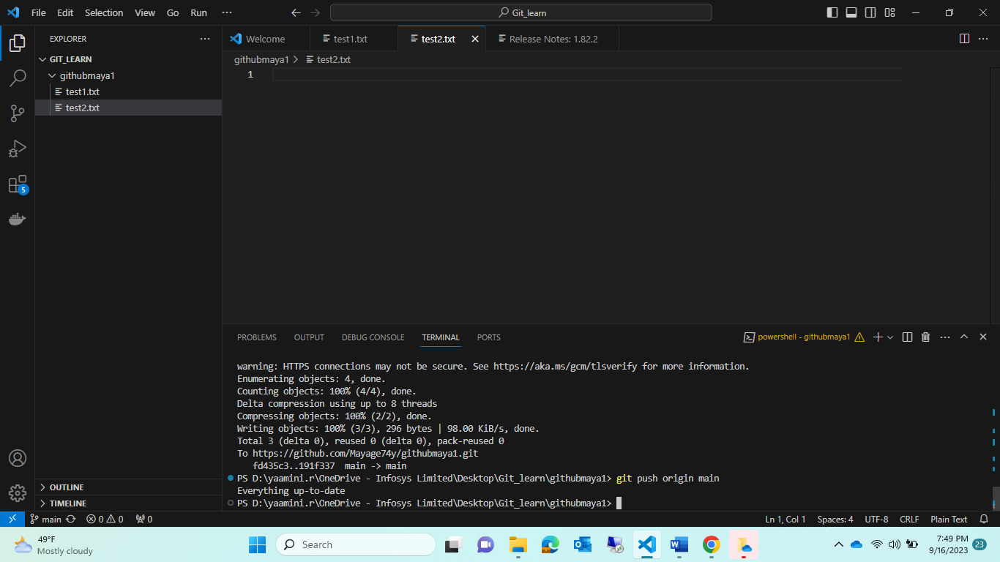 File Edit Selection View Go Run ···
Git_learn
EXPLORER ···
GIT_LEARN
githubmaya1
test1.txt
test2.txt
5
OUTLINE
TIMELINE
Welcome test1.txt test2.txt Release Notes: 1.82.2
githubmaya1 > test2.txt
1
PROBLEMS OUTPUT DEBUG CONSOLE TERMINAL PORTS
powershell - githubmaya1
warning: HTTPS connections may not be secure. See https://aka.ms/gcm/tlsverify for more information.
Enumerating objects: 4, done.
Counting objects: 100% (4/4), done.
Delta compression using up to 8 threads
Compressing objects: 100% (2/2), done.
Writing objects: 100% (3/3), 296 bytes | 98.00 KiB/s, done.
Total 3 (delta 0), reused 0 (delta 0), pack-reused 0
To https://github.com/Mayage74y/githubmaya1.git
fd435c3..191f337  main -> main
PS D:\yaamini.r\OneDrive - Infosys Limited\Desktop\Git_learn\githubmaya1> git push origin main
Everything up-to-date
PS D:\yaamini.r\OneDrive - Infosys Limited\Desktop\Git_learn\githubmaya1>
main 0 0 0 Ln 1, Col 1 Spaces: 4 UTF-8 CRLF Plain Text
49°F
Mostly cloudy
Search
7:49 PM
9/16/2023
23